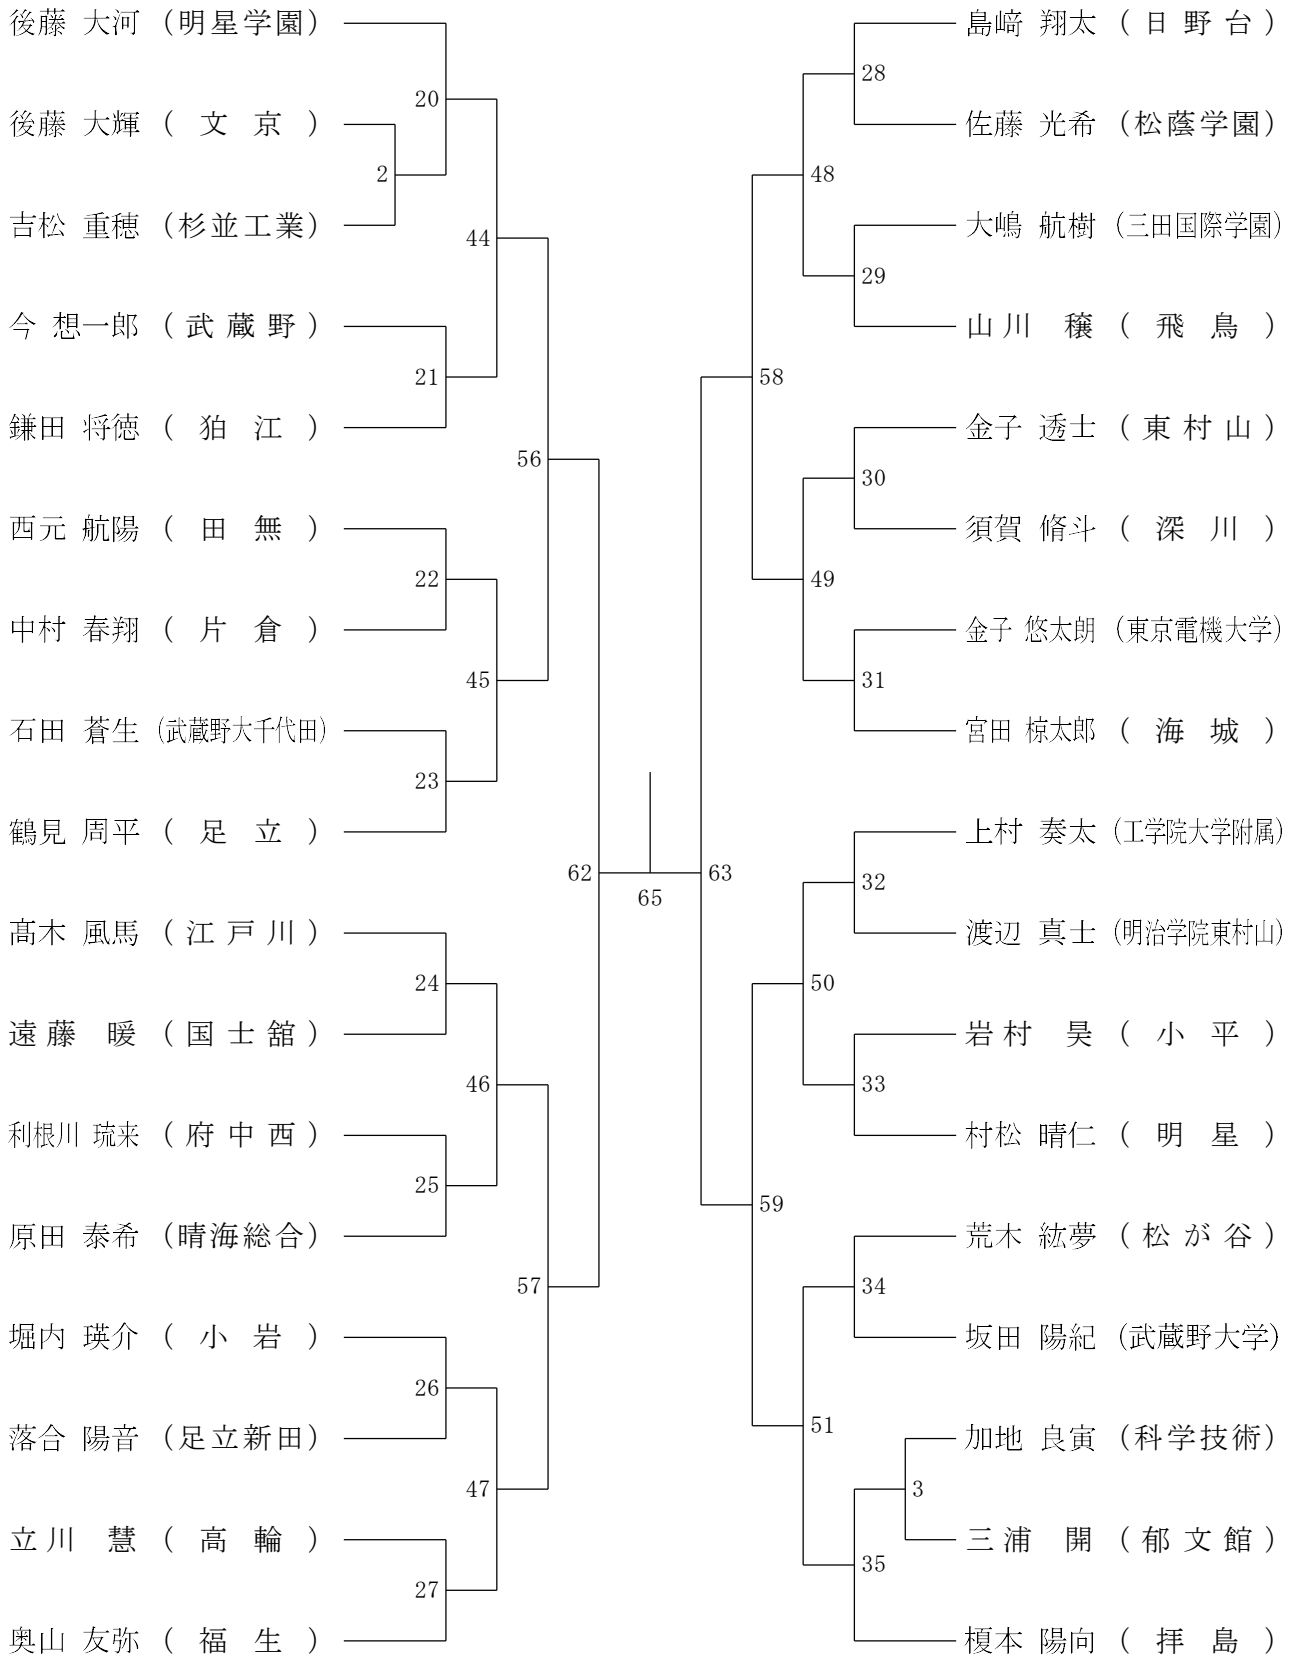 後藤 大河 （明星学園）
20
後藤 大輝 （ 文 京 ）
2
吉松 重穂 （杉並工業）
44
今 想一郎 （ 武 蔵 野 ）
21
鎌田 将徳 （ 狛 江 ）
56
西元 航陽 （ 田 無 ）
22
中村 春翔 （ 片 倉 ）
45
石田 蒼生 （武蔵野大千代田）
23
鶴見 周平 （ 足 立 ）
62
髙木 風馬 （ 江 戸 川 ）
24
遠藤 暖 （ 国 士 舘 ）
46
利根川 琉来 （ 府 中 西 ）
25
原田 泰希 （晴海総合）
57
堀内 瑛介 （ 小 岩 ）
26
落合 陽音 （足立新田）
47
立川 慧 （ 高 輪 ）
27
奥山 友弥 （ 福 生 ）
65
島﨑 翔太 （ 日 野 台 ）
28
佐藤 光希 （松蔭学園）
48
大嶋 航樹 （三田国際学園）
29
山川 穣 （ 飛 鳥 ）
58
金子 透士 （ 東 村 山 ）
30
須賀 脩斗 （ 深 川 ）
49
金子 悠太朗 （東京電機大学）
31
宮田 椋太郎 （ 海 城 ）
63
上村 奏太 （工学院大学附属）
32
渡辺 真士 （明治学院東村山）
50
岩村 昊 （ 小 平 ）
33
村松 晴仁 （ 明 星 ）
59
荒木 紘夢 （ 松 が 谷 ）
34
坂田 陽紀 （武蔵野大学）
51
加地 良寅 （科学技術）
3
三浦 開 （ 郁 文 館 ）
35
榎本 陽向 （ 拝 島 ）